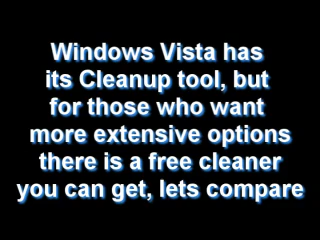 Windows Vista has
its Cleanup tool, but
for those who want
more extensive options
there is a free cleaner
you can get, lets compare